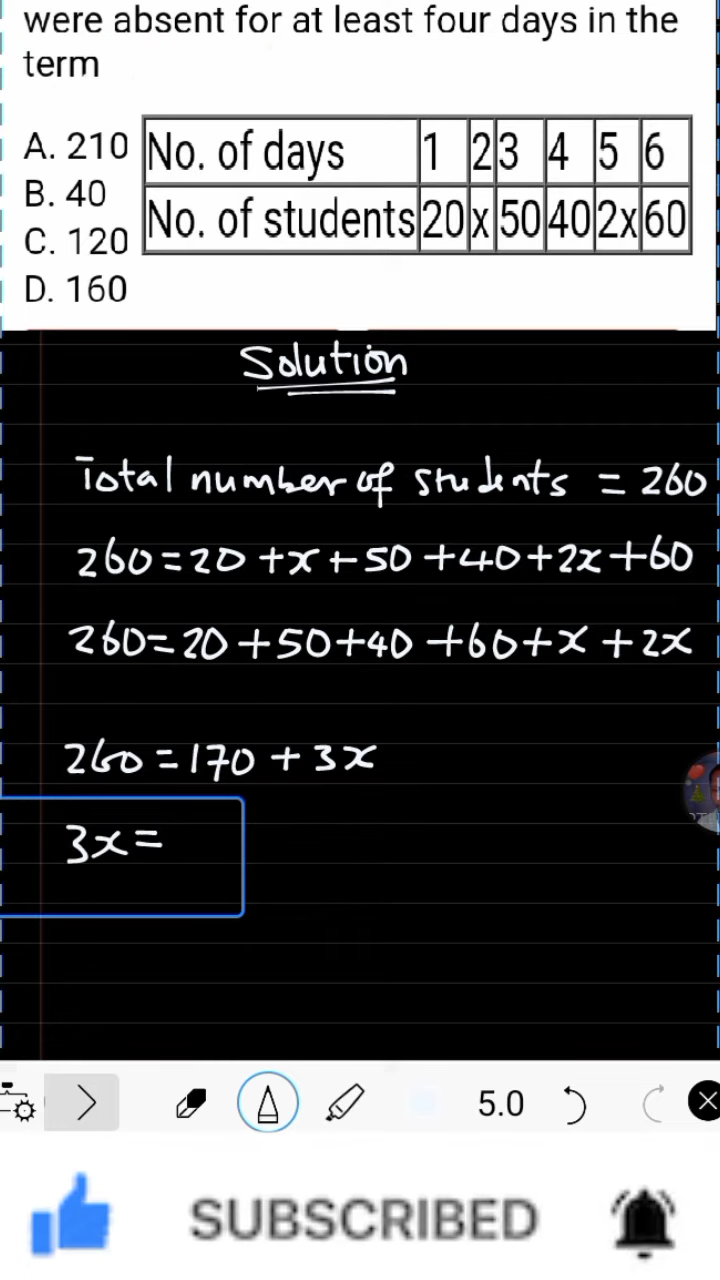 were absent for at least four days in the
term
A. 210
B. 40
C. 120
D. 160
No. of days 1 2 3 4 5 6
No. of students 20 x 50 40 2x 60
Solution
Total number of students = 260
260 = 20 + x + 50 + 40 + 2x + 60
260 = 20 + 50 + 40 + 60 + x + 2x
260 = 170 + 3x
3x =
5.0
SUBSCRIBED